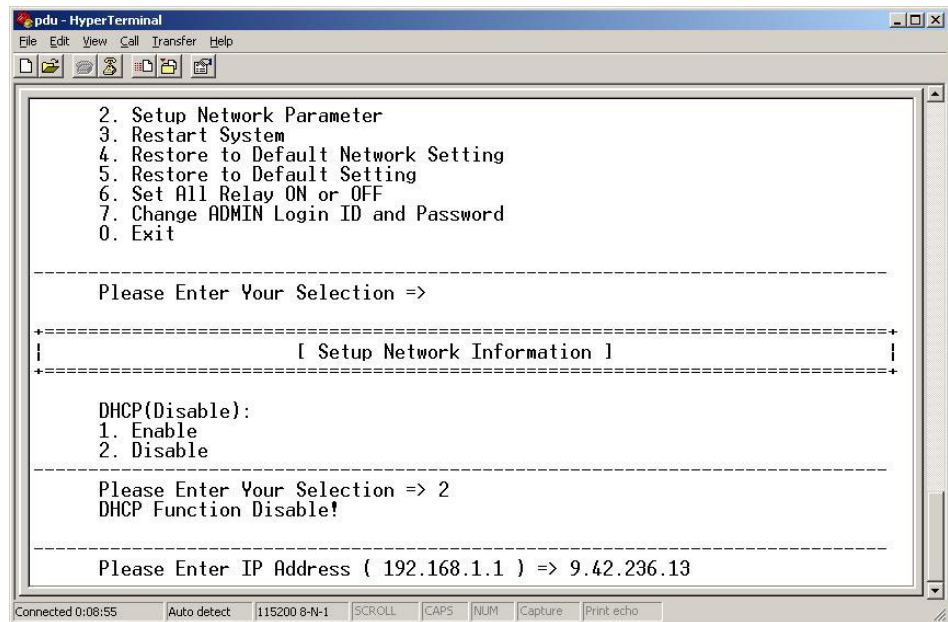 pdu - HyperTerminal
File Edit View Call Transfer Help
2. Setup Network Parameter
3. Restart System
4. Restore to Default Network Setting
5. Restore to Default Setting
6. Set All Relay ON or OFF
7. Change ADMIN Login ID and Password
0. Exit
--------------------------------------------------------------------------------
Please Enter Your Selection =>
+==============================================================================+
¦ [ Setup Network Information ] ¦
+==============================================================================+
DHCP(Disable):
1. Enable
2. Disable
--------------------------------------------------------------------------------
Please Enter Your Selection => 2
DHCP Function Disable!
--------------------------------------------------------------------------------
Please Enter IP Address ( 192.168.1.1 ) => 9.42.236.13
Connected 0:08:55 Auto detect 115200 8-N-1 SCROLL CAPS NUM Capture Print echo